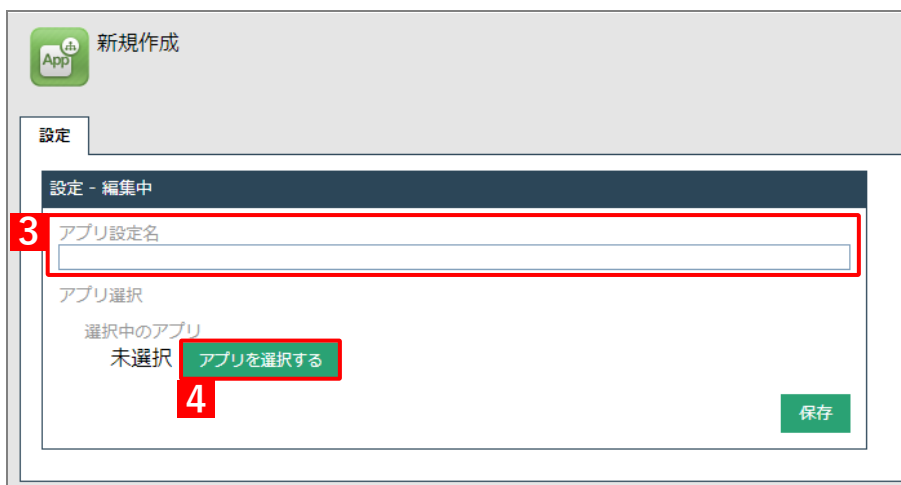 App
新規作成
設定
設定 - 編集中
3
アプリ設定名
アプリ選択
選択中のアプリ
未選択 アプリを選択する
4
保存